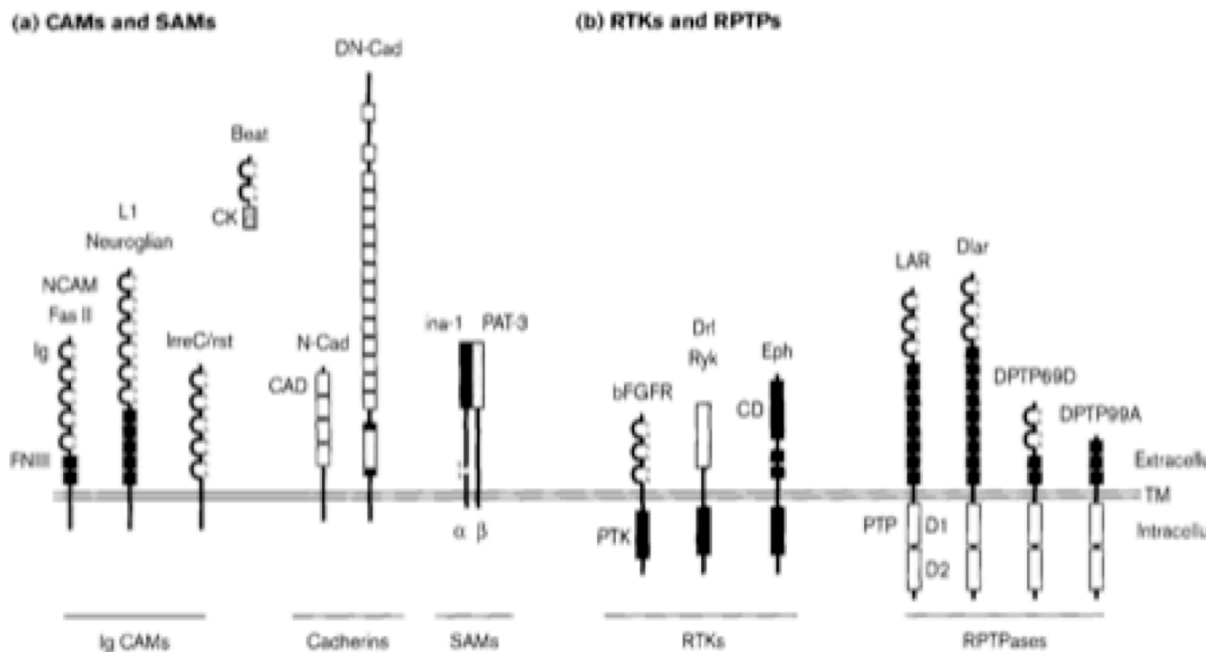 (a) CAMs and SAMs
(b) RTKs and RPTPs
DN-Cad
Beat
CK
L1
Neuroglian
NCAM
Fas II
Ig
FNIII
IrreC/rst
N-Cad
CAD
ina-1
PAT-3
α
β
bFGFR
Drl
Ryk
Eph
CD
PTK
LAR
Dlar
DPTP69D
DPTP99A
Extracellu
TM
Intracellu
PTP
D1
D2
Ig CAMs
Cadherins
SAMs
RTKs
RPTPases